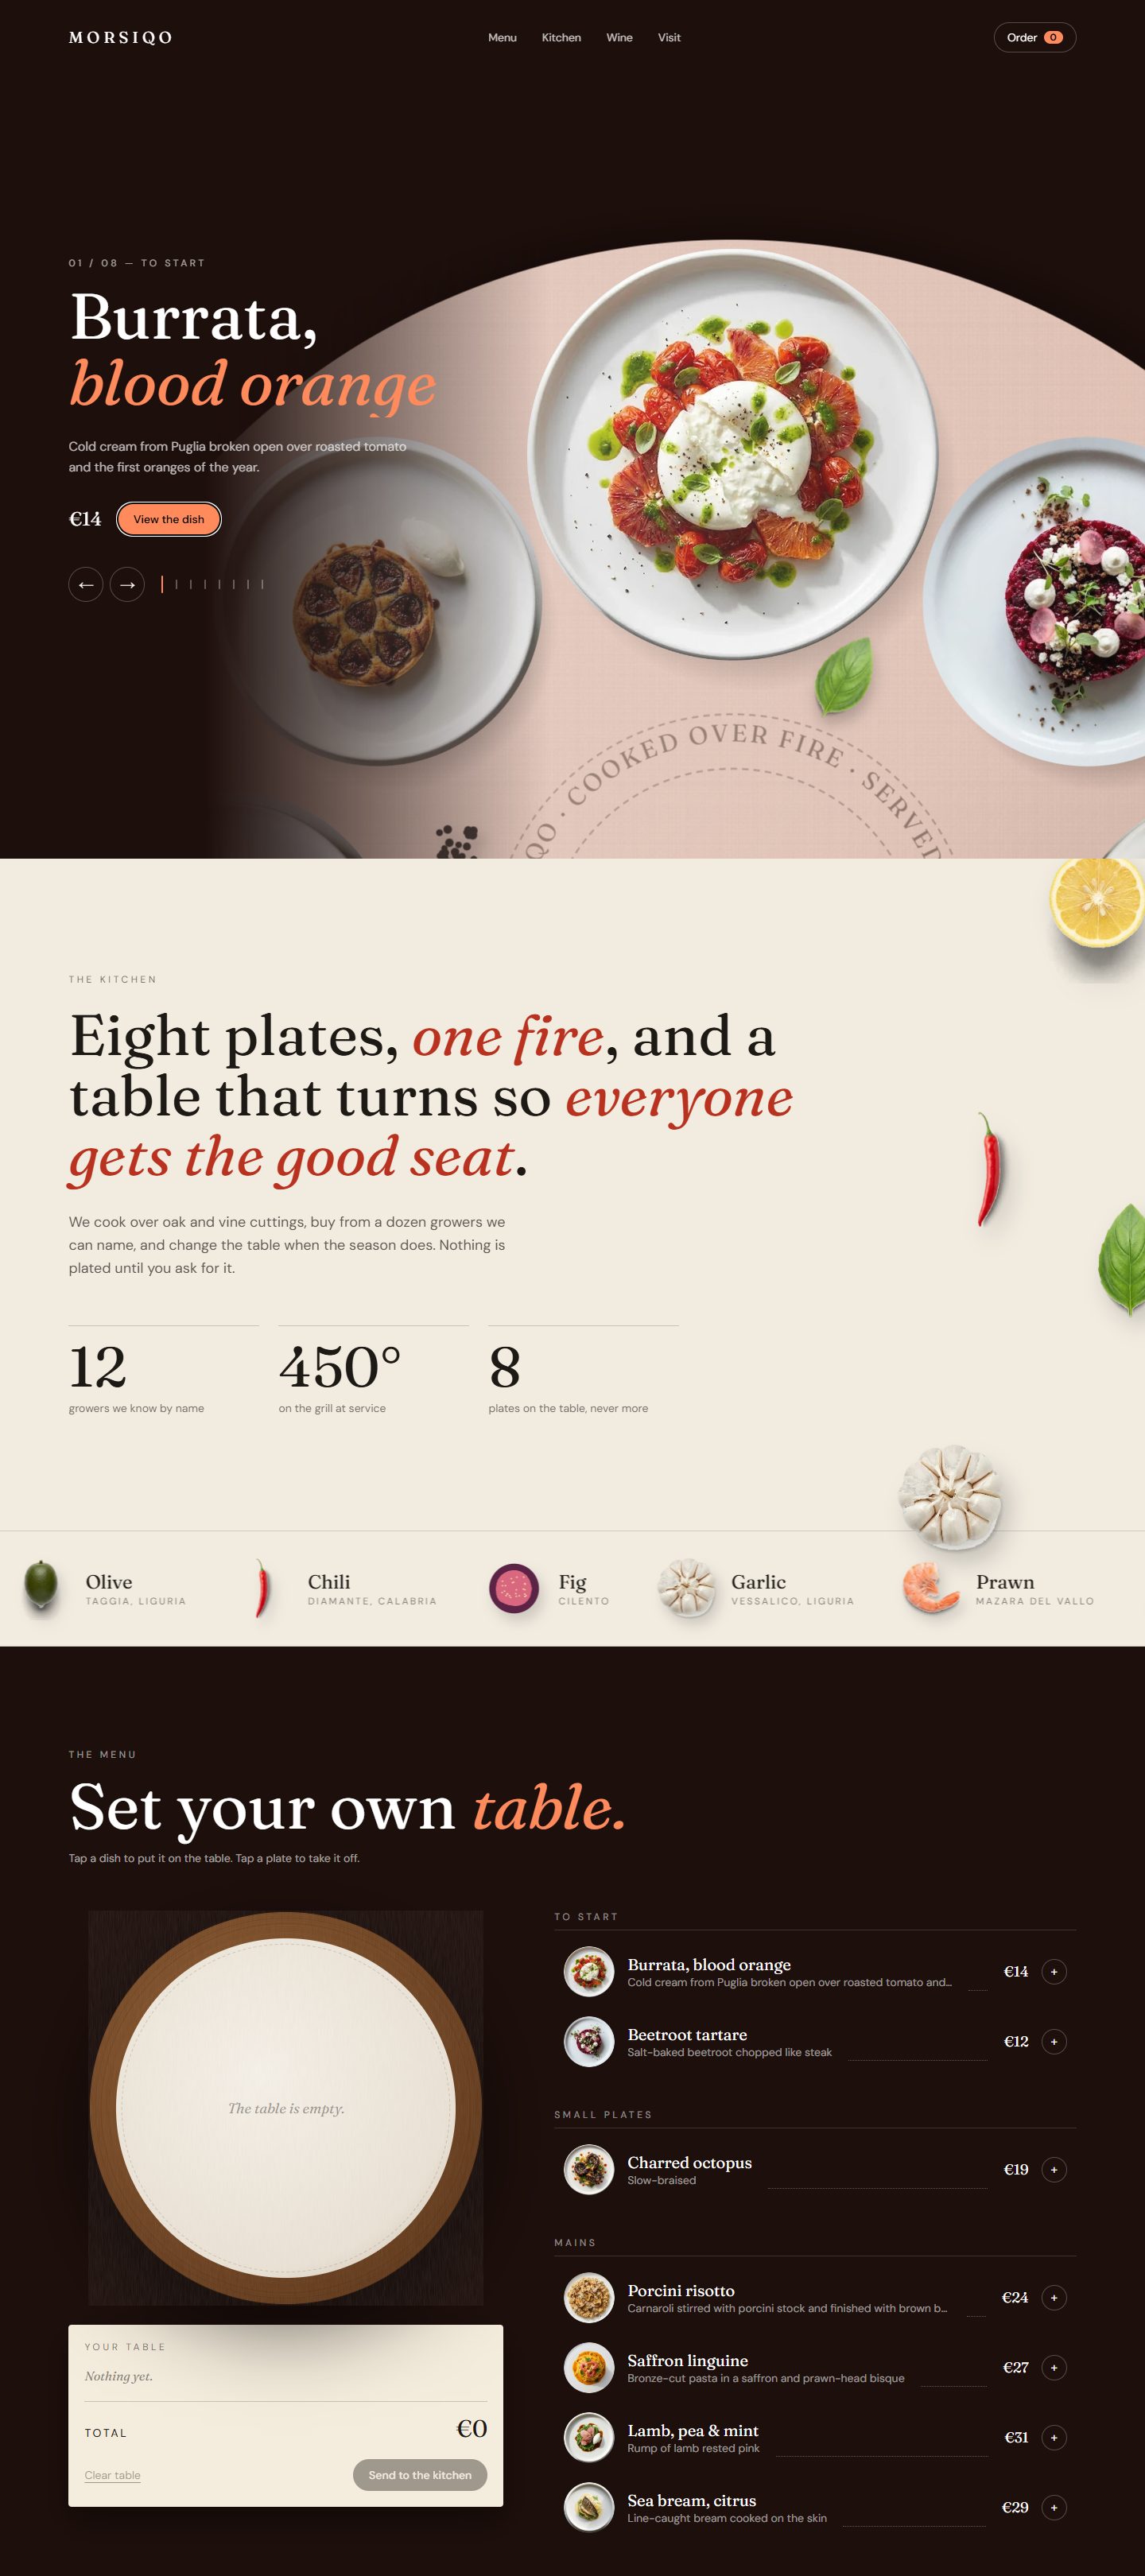 MORSIQO
Menu Kitchen Wine Visit
Order 0
01 / 08 — TO START
Burrata,
blood orange
Cold cream from Puglia broken open over roasted tomato
and the first oranges of the year.
€14 View the dish
← →
QO · COOKED OVER FIRE · SERVED
THE KITCHEN
Eight plates, one fire, and a
table that turns so everyone
gets the good seat.
We cook over oak and vine cuttings, buy from a dozen growers we
can name, and change the table when the season does. Nothing is
plated until you ask for it.
12
growers we know by name
450°
on the grill at service
8
plates on the table, never more
Olive
TAGGIA, LIGURIA
Chili
DIAMANTE, CALABRIA
Fig
CILENTO
Garlic
VESSALICO, LIGURIA
Prawn
MAZARA DEL VALLO
THE MENU
Set your own table.
Tap a dish to put it on the table. Tap a plate to take it off.
The table is empty.
YOUR TABLE
Nothing yet.
TOTAL €0
Clear table Send to the kitchen
TO START
Burrata, blood orange
Cold cream from Puglia broken open over roasted tomato and...
€14 +
Beetroot tartare
Salt-baked beetroot chopped like steak
€12 +
SMALL PLATES
Charred octopus
Slow-braised
€19 +
MAINS
Porcini risotto
Carnaroli stirred with porcini stock and finished with brown b...
€24 +
Saffron linguine
Bronze-cut pasta in a saffron and prawn-head bisque
€27 +
Lamb, pea & mint
Rump of lamb rested pink
€31 +
Sea bream, citrus
Line-caught bream cooked on the skin
€29 +